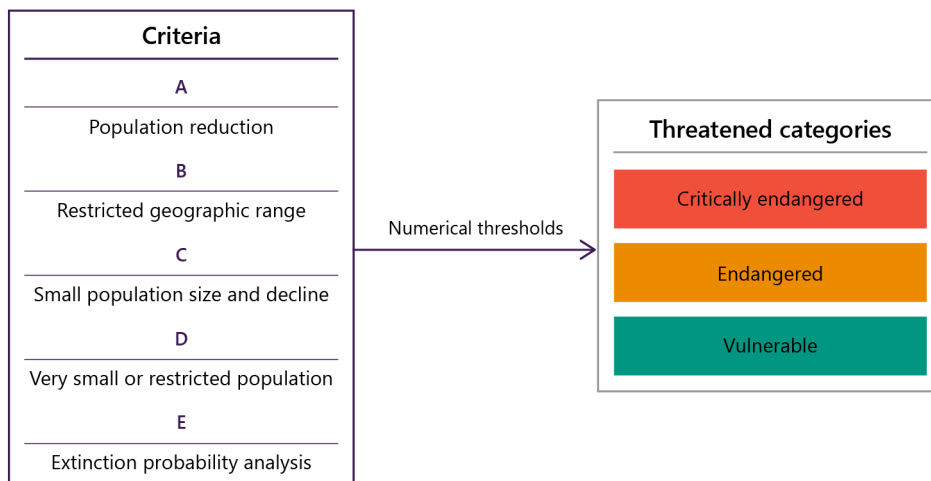 Criteria
A
Population reduction
B
Restricted geographic range
C
Small population size and decline
D
Very small or restricted population
E
Extinction probability analysis
Numerical thresholds
Threatened categories
Critically endangered
Endangered
Vulnerable